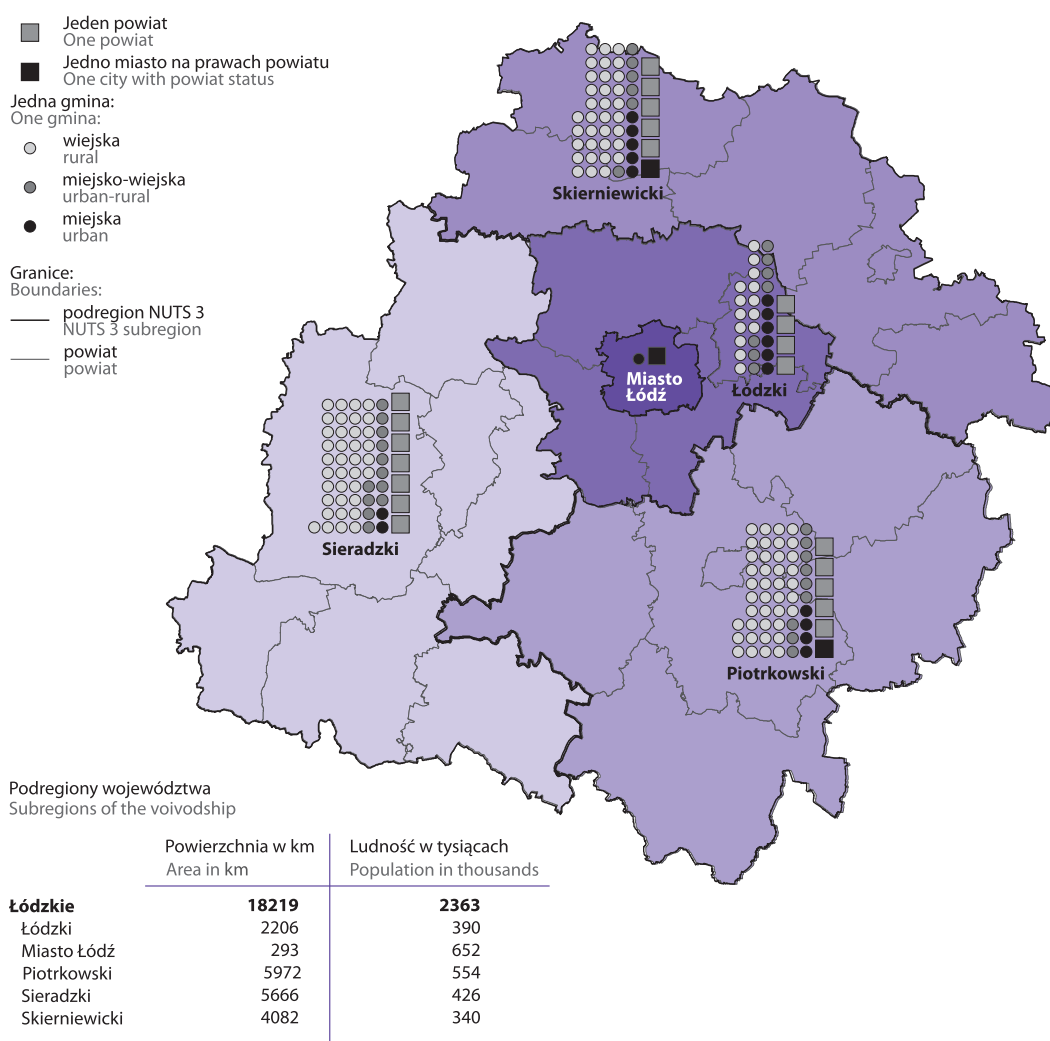 Jeden powiat
One powiat
Jedno miasto na prawach powiatu
One city with powiat status
Jedna gmina:
One gmina:
wiejska
rural
miejsko-wiejska
urban-rural
miejska
urban
Granice:
Boundaries:
podregion NUTS 3
NUTS 3 subregion
powiat
powiat
Skierniewicki
Miasto
Łódź
Łódzki
Sieradzki
Piotrkowski
Podregiony województwa
Subregions of the voivodship
Powierzchnia w km Ludność w tysiącach
Area in km Population in thousands
Łódzkie 18219 2363
Łódzki 2206 390
Miasto Łódź 293 652
Piotrkowski 5972 554
Sieradzki 5666 426
Skierniewicki 4082 340